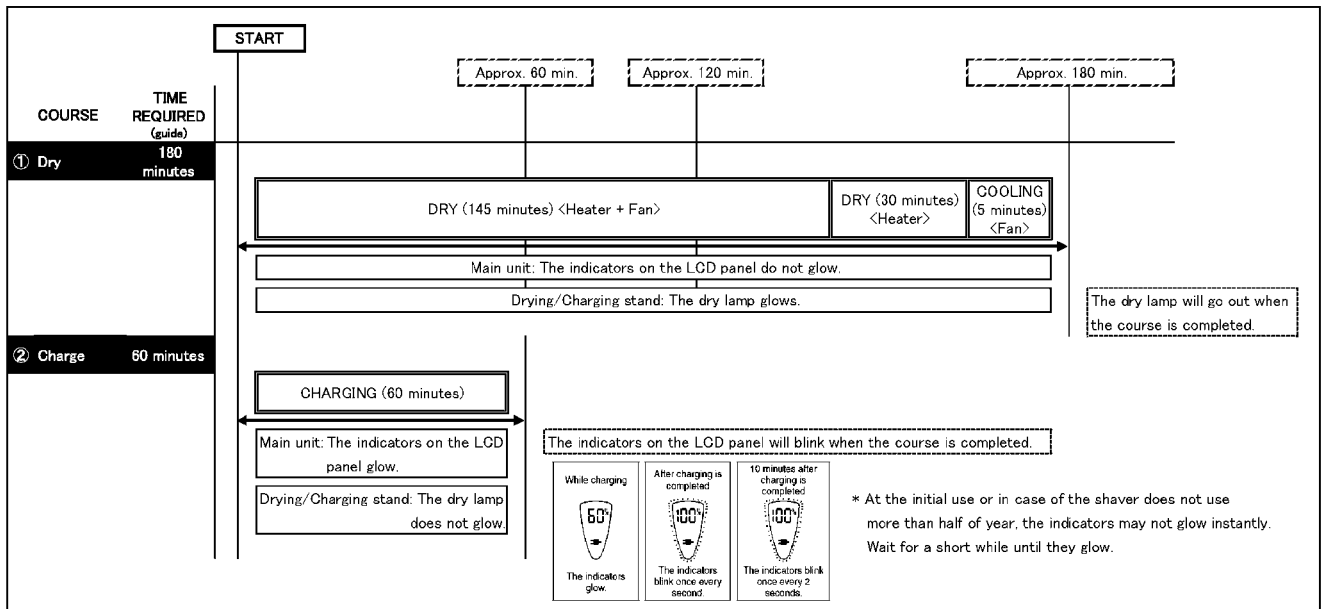 START
Approx. 60 min.
Approx. 120 min.
Approx. 180 min.
COURSE
TIME
REQUIRED
(guide)
① Dry
180
minutes
DRY (145 minutes) <Heater + Fan>
DRY (30 minutes)
<Heater>
COOLING
(5 minutes)
<Fan>
Main unit: The indicators on the LCD panel do not glow.
Drying/Charging stand: The dry lamp glows.
The dry lamp will go out when
the course is completed.
② Charge
60 minutes
CHARGING (60 minutes)
Main unit: The indicators on the LCD
panel glow.
Drying/Charging stand: The dry lamp
does not glow.
The indicators on the LCD panel will blink when the course is completed.
While charging
60%
The indicators
glow.
After charging is
completed
100%
The indicators
blink once every
second.
10 minutes after
charging is
completed
100%
The indicators blink
once every 2
seconds.
* At the initial use or in case of the shaver does not use
more than half of year, the indicators may not glow instantly.
Wait for a short while until they glow.